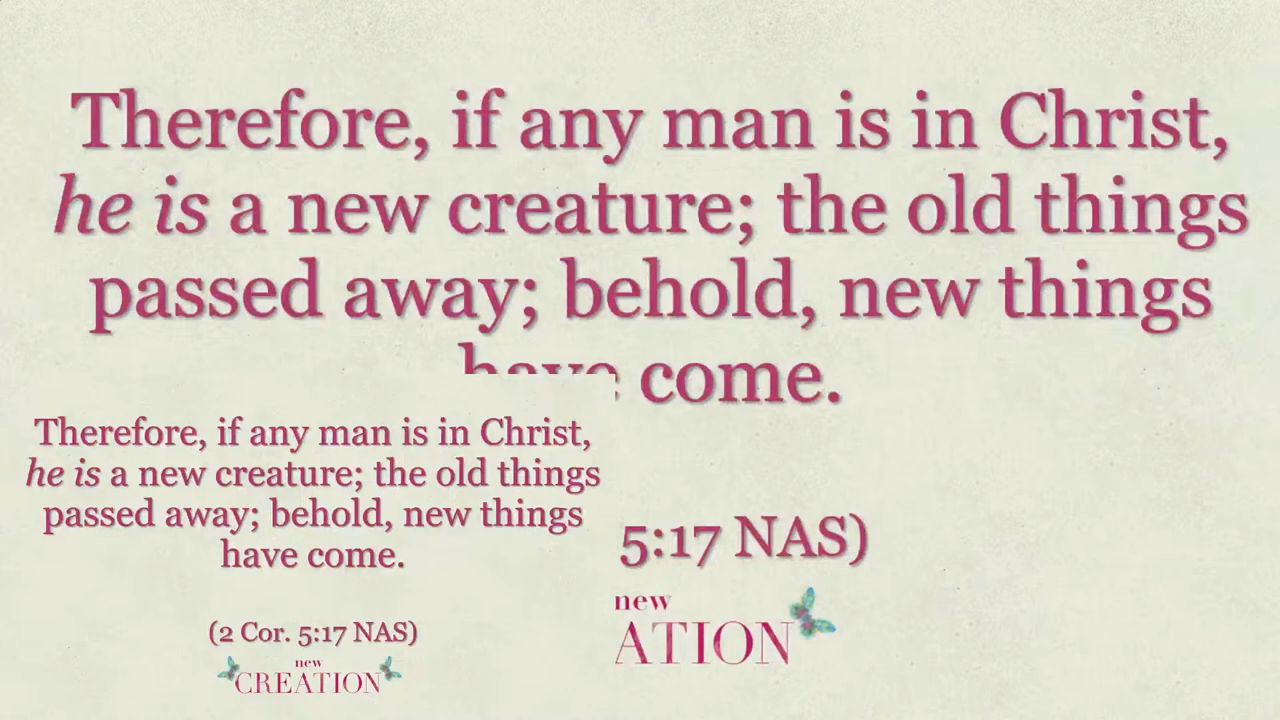 Therefore, if any man is in Christ,
he is a new creature; the old things
passed away; behold, new things
have come.
5:17 NAS)
new
ATION
Therefore, if any man is in Christ,
he is a new creature; the old things
passed away; behold, new things
have come.
(2 Cor. 5:17 NAS)
new
CREATION